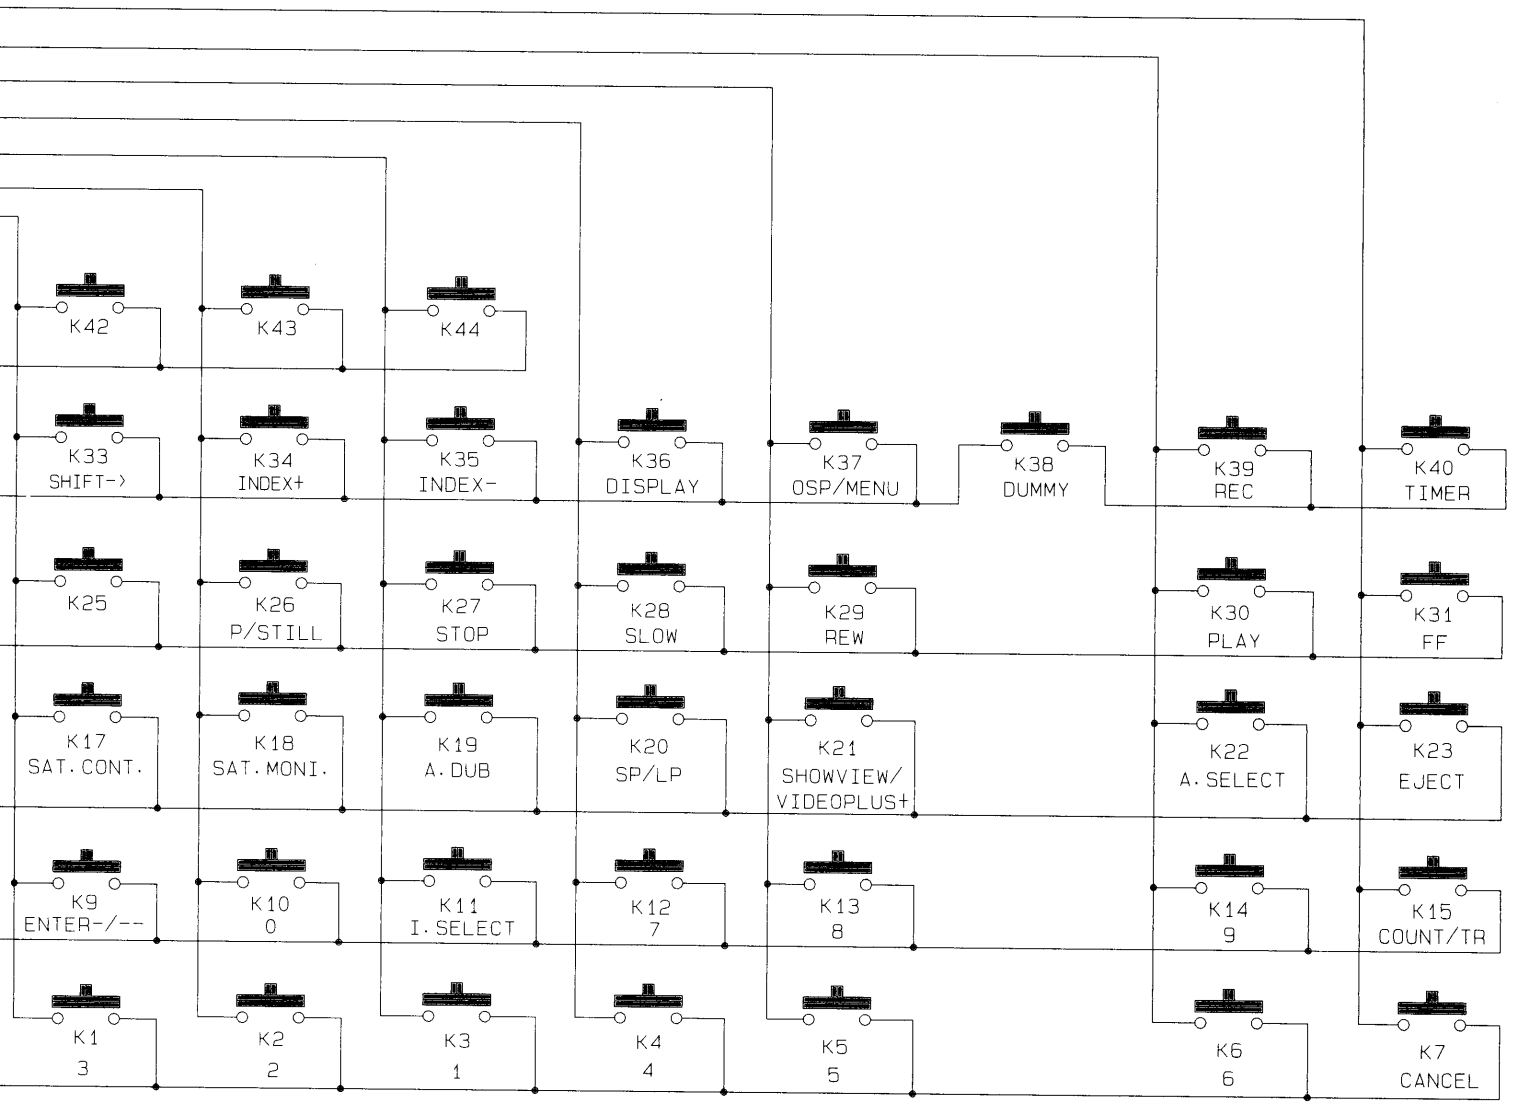 K42
K43
K44
K33
SHIFT->
K34
INDEX+
K35
INDEX-
K36
DISPLAY
K37
OSP/MENU
K38
DUMMY
K39
REC
K40
TIMER
K25
K26
P/STILL
K27
STOP
K28
SLOW
K29
REW
K30
PLAY
K31
FF
K17
SAT.CONT.
K18
SAT.MONI.
K19
A.DUB
K20
SP/LP
K21
SHOWVIEW/
VIDEOPLUS+
K22
A.SELECT
K23
EJECT
K9
ENTER-/--
K10
0
K11
I.SELECT
K12
7
K13
8
K14
9
K15
COUNT/TR
K1
3
K2
2
K3
1
K4
4
K5
5
K6
6
K7
CANCEL